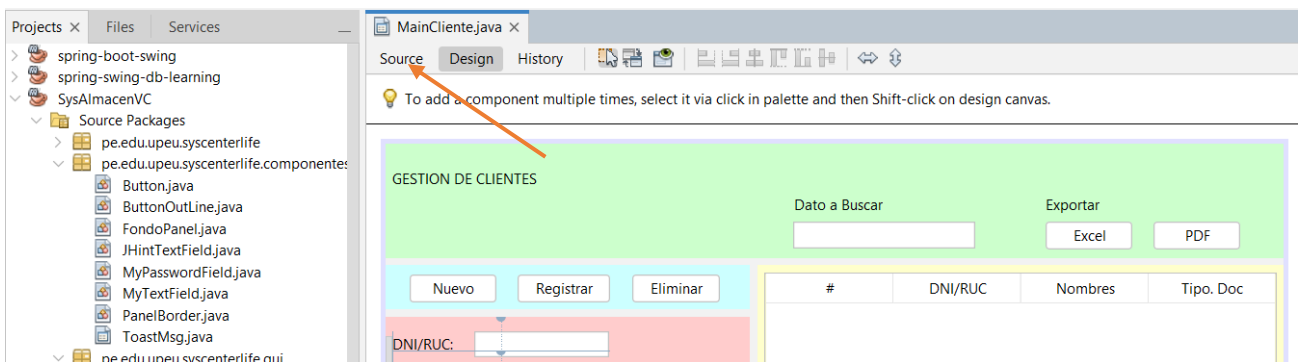 Projects × Files Services
spring-boot-swing
spring-swing-db-learning
SysAlmacenVC
Source Packages
pe.edu.upeu.syscenterlife
pe.edu.upeu.syscenterlife.componentes
Button.java
ButtonOutLine.java
FondoPanel.java
JHintTextField.java
MyPasswordField.java
MyTextField.java
PanelBorder.java
ToastMsg.java
pe.edu.upeu.syscenterlife.gui
MainCliente.java ×
Source Design History
To add a component multiple times, select it via click in palette and then Shift-click on design canvas.
GESTION DE CLIENTES
Dato a Buscar Exportar
Excel PDF
Nuevo Registrar Eliminar
# DNI/RUC Nombres Tipo. Doc
DNI/RUC: